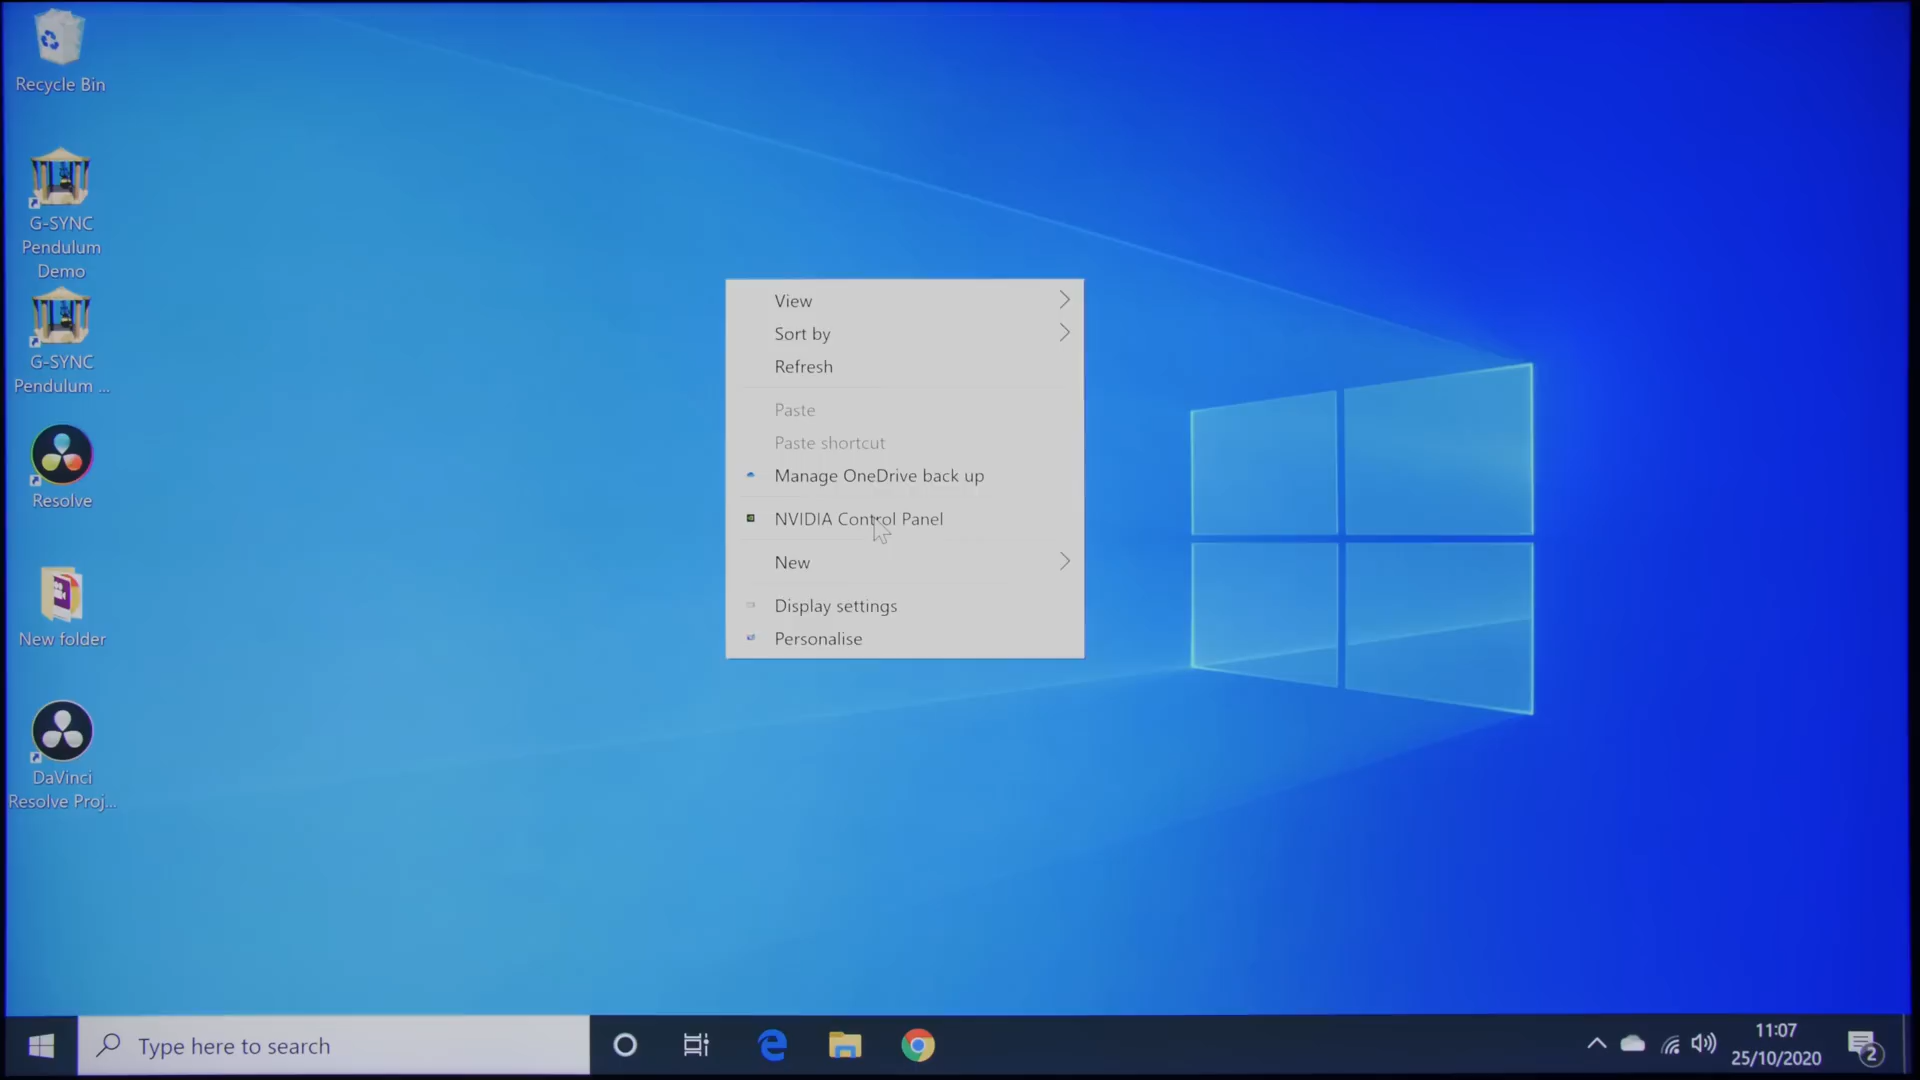 Recycle Bin
G-SYNC
Pendulum
Demo
G-SYNC
Pendulum ...
Resolve
New folder
DaVinci
Resolve Proj...
View
Sort by
Refresh
Paste
Paste shortcut
Manage OneDrive back up
NVIDIA Control Panel
New
Display settings
Personalise
Type here to search
11:07
25/10/2020
2